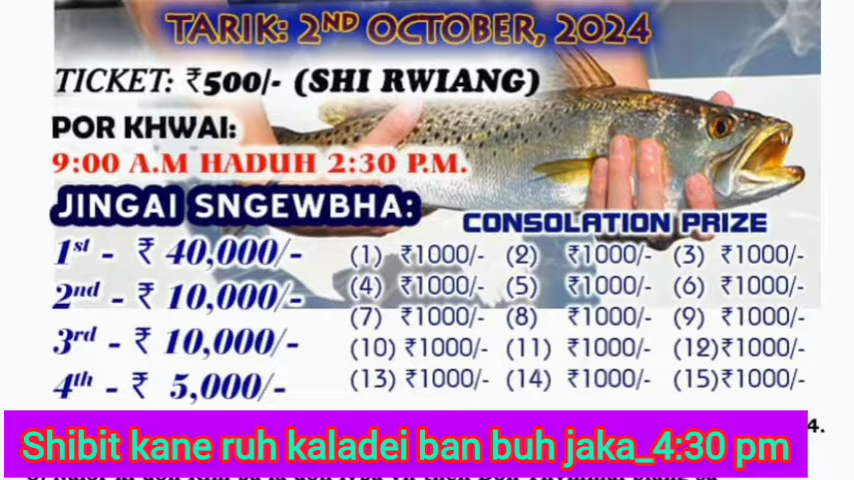 TARIK: 2ND OCTOBER, 2024
TICKET: ₹500/- (SHI RWIANG)
POR KHWAI:
9:00 A.M HADUH 2:30 P.M.
JINGAI SNGEWBHA:
1st - ₹ 40,000/-
2nd - ₹ 10,000/-
3rd - ₹ 10,000/-
4th - ₹ 5,000/-
CONSOLATION PRIZE
(1) ₹1000/- (2) ₹1000/- (3) ₹1000/-
(4) ₹1000/- (5) ₹1000/- (6) ₹1000/-
(7) ₹1000/- (8) ₹1000/- (9) ₹1000/-
(10) ₹1000/- (11) ₹1000/- (12)₹1000/-
(13) ₹1000/- (14) ₹1000/- (15)₹1000/-
4.
Shibit kane ruh kaladei ban buh jaka_4:30 pm